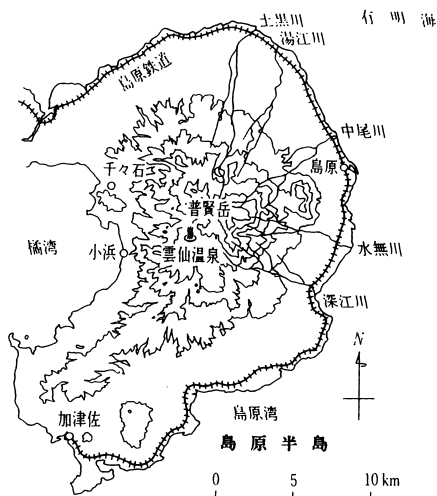 土黒川
湯江川
有明海
島原鉄道
中尾川
島原
千々石
普賢岳
橘湾
小浜
雲仙温泉
水無川
深江川
N
加津佐
島原湾
島原半島
0 5 10 km